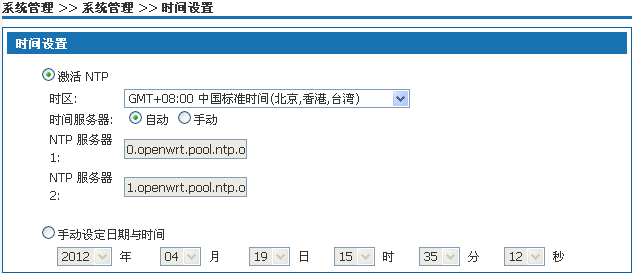 系统管理 >> 系统管理 >> 时间设置
时间设置
激活 NTP
时区: GMT+08:00 中国标准时间(北京,香港,台湾)
时间服务器: 自动 手动
NTP 服务器 1: 0.openwrt.pool.ntp.o
NTP 服务器 2: 1.openwrt.pool.ntp.o
手动设定日期与时间
2012 年 04 月 19 日 15 时 35 分 12 秒